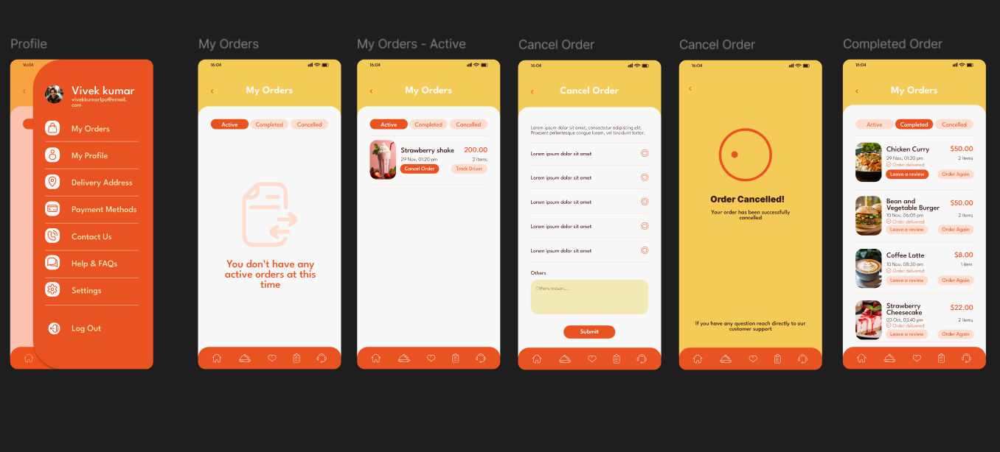 Profile
16:04
Vivek kumar
vivekkumarlpu@email.
com
My Orders
My Profile
Delivery Address
Payment Methods
Contact Us
Help & FAQs
Settings
Log Out
My Orders
16:04
My Orders
Active Completed Cancelled
You don't have any
active orders at this
time
My Orders - Active
16:04
My Orders
Active Completed Cancelled
Strawberry shake 200.00
29 Nov, 01:20 pm 2 items
Cancel Order Track Driver
Cancel Order
16:04
Cancel Order
Lorem ipsum dolor sit amet, consectetur adipiscing elit.
Praesent pellentesque congue lorem, vel tincidunt tortor.
Lorem ipsum dolor sit amet
Lorem ipsum dolor sit amet
Lorem ipsum dolor sit amet
Lorem ipsum dolor sit amet
Lorem ipsum dolor sit amet
Others
Others reason...
Submit
Cancel Order
16:04
Order Cancelled!
Your order has been successfully
cancelled
If you have any question reach directly to our
customer support
Completed Order
16:04
My Orders
Active Completed Cancelled
Chicken Curry $50.00
29 Nov, 01:20 pm 2 items
Order delivered
Leave a review Order Again
Bean and
Vegetable Burger $50.00
10 Nov, 06:05 pm 2 items
Order delivered
Leave a review Order Again
Coffee Latte $8.00
10 Nov, 08:30 am 1 item
Order delivered
Leave a review Order Again
Strawberry
Cheesecake $22.00
03 Oct, 03:40 pm 2 items
Order delivered
Leave a review Order Again